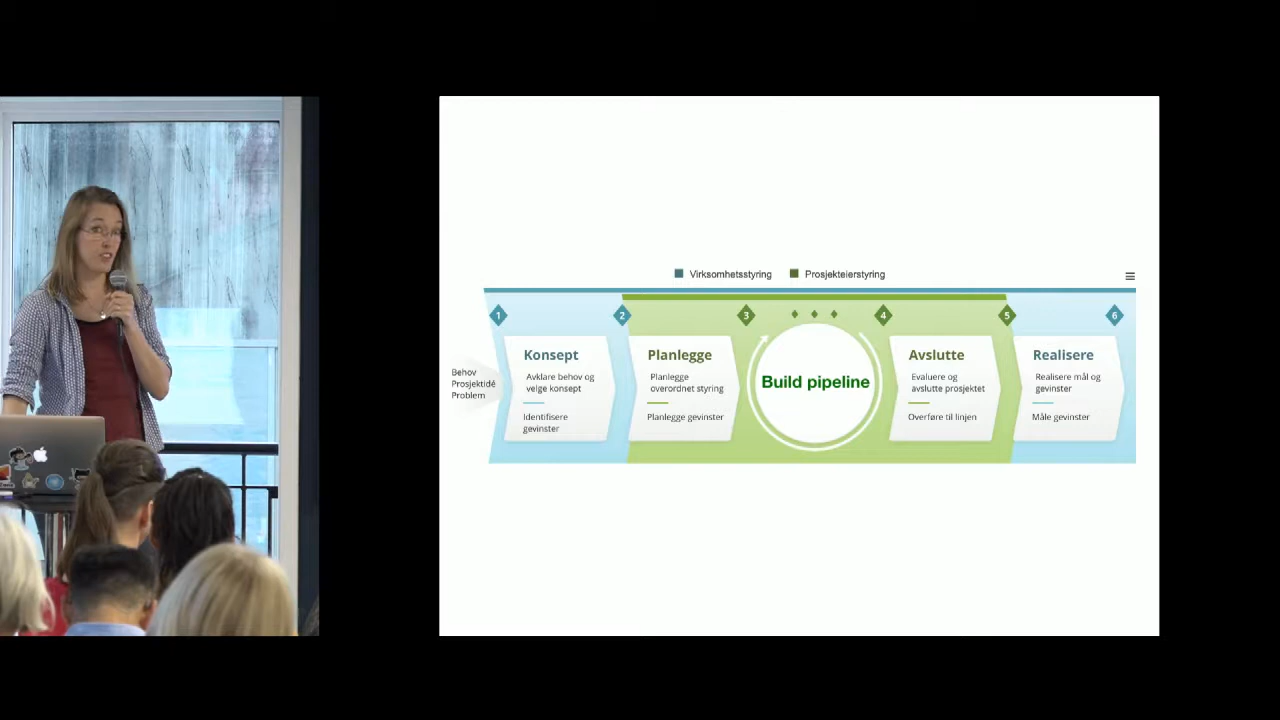 Virksomhetsstyring
Prosjekteierstyring
1
2
3
4
5
6
Behov
Prosjektidé
Problem
Konsept
Avklare behov og
velge konsept
Identifisere
gevinster
Planlegge
Planlegge
overordnet styring
Planlegge gevinster
Build pipeline
Avslutte
Evaluere og
avslutte prosjektet
Overføre til linjen
Realisere
Realisere mål og
gevinster
Måle gevinster